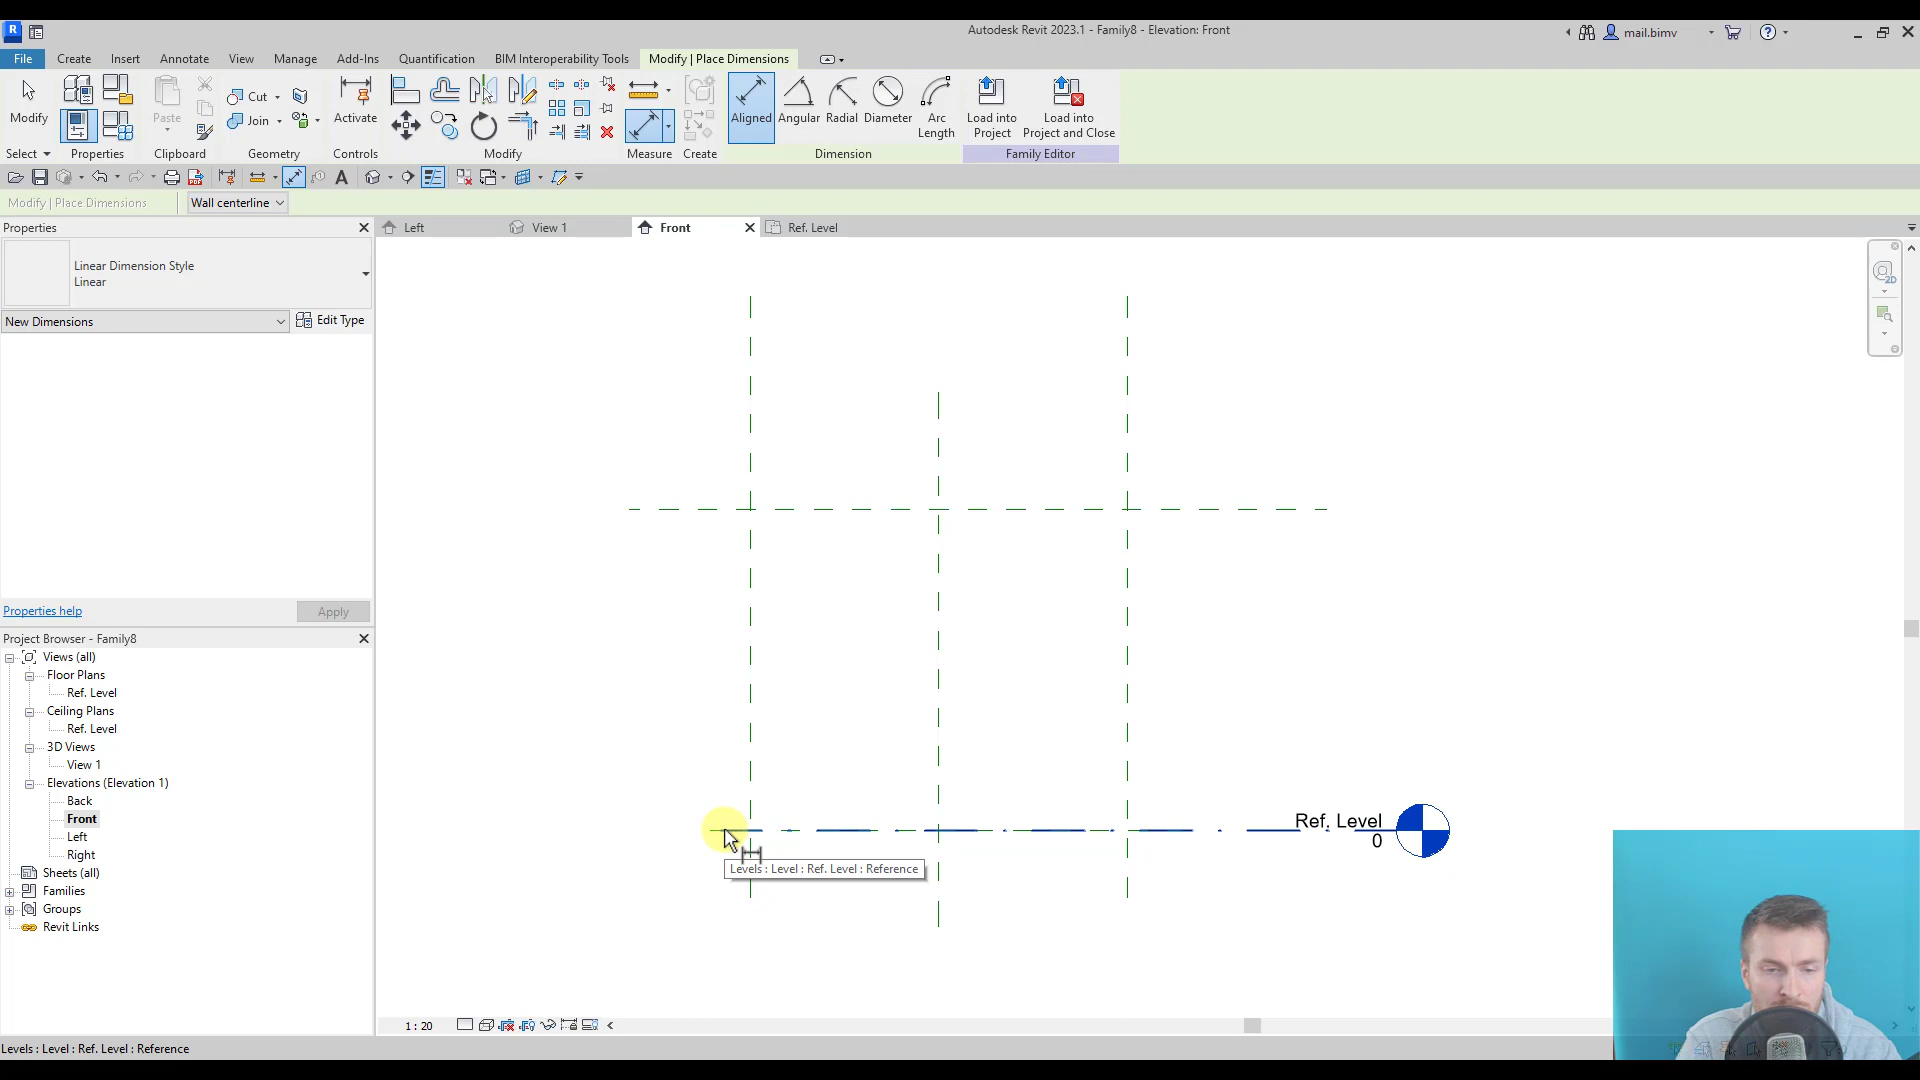 Autodesk Revit 2023.1 - Family8 - Elevation: Front
mail.bimv
File
Create
Insert
Annotate
View
Manage
Add-Ins
Quantification
BIM Interoperability Tools
Modify | Place Dimensions
Modify
Paste
Cut
Join
Activate
Aligned
Angular
Radial
Diameter
Arc
Length
Load into
Project
Load into
Project and Close
Select
Properties
Clipboard
Geometry
Controls
Modify
Measure
Create
Dimension
Family Editor
Modify | Place Dimensions
Wall centerline
Properties
Linear Dimension Style
Linear
New Dimensions
Edit Type
Properties help
Apply
Left
View 1
Front
Ref. Level
2D
Project Browser - Family8
Views (all)
Floor Plans
Ref. Level
Ceiling Plans
Ref. Level
3D Views
View 1
Elevations (Elevation 1)
Back
Front
Left
Right
Sheets (all)
Families
Groups
Revit Links
Ref. Level
0
Levels : Level : Ref. Level : Reference
1 : 20
Levels : Level : Ref. Level : Reference